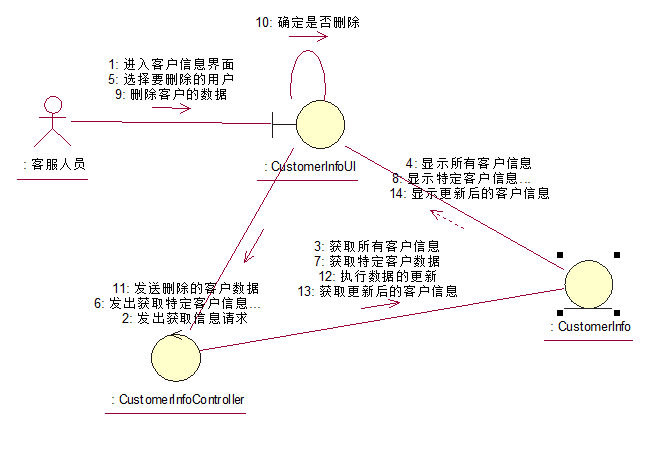 10: 确定是否删除
1: 进入客户信息界面
5: 选择要删除的用户
9: 删除客户的数据
: 客服人员
: CustomerInfoUI
4: 显示所有客户信息
8: 显示特定客户信息...
14: 显示更新后的客户信息
3: 获取所有客户信息
7: 获取特定客户数据
12: 执行数据的更新
13: 获取更新后的客户信息
11: 发送删除的客户数据
6: 发出获取特定客户信息...
2: 发出获取信息请求
: CustomerInfo
: CustomerInfoController